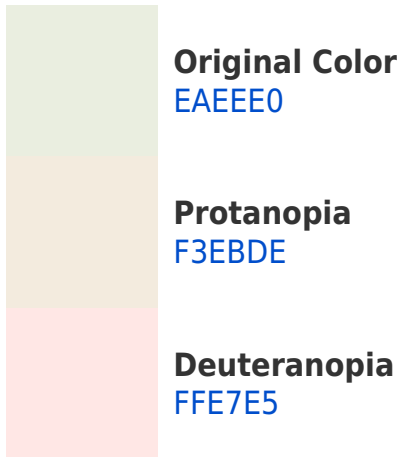 Original Color
EAEEE0
Protanopia
F3EBDE
Deuteranopia
FFE7E5